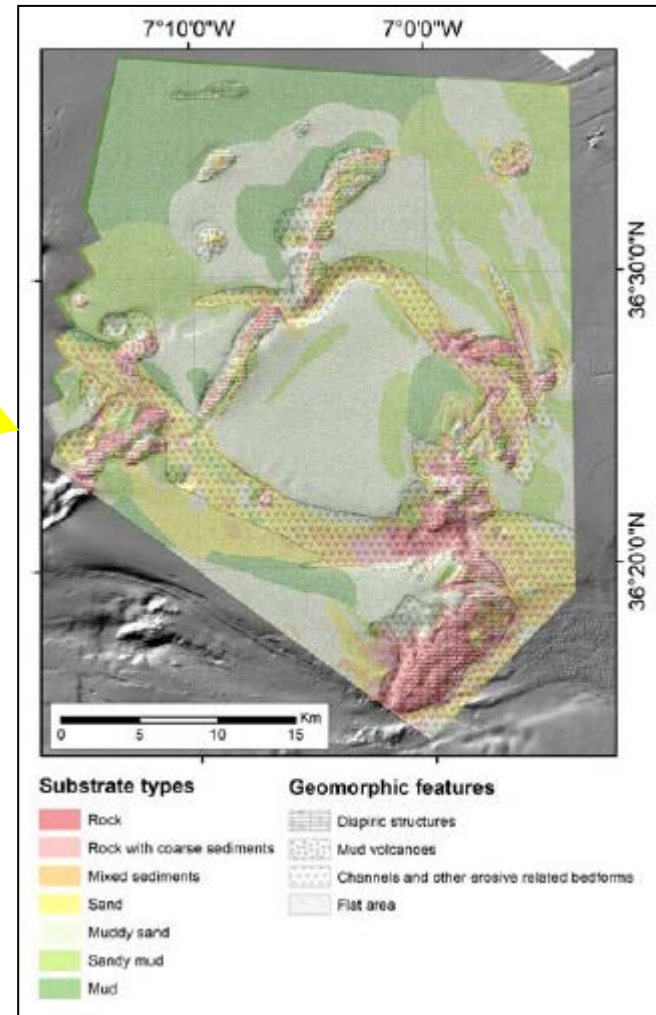 7°10'0"W 7°0'0"W
36°30'0"N
36°20'0"N
Km
0 5 10 15
Substrate types
Rock
Rock with coarse sediments
Mixed sediments
Sand
Muddy sand
Sandy mud
Mud
Geomorphic features
Diapiric structures
Mud volcanoes
Channels and other erosive related bedforms
Flat area